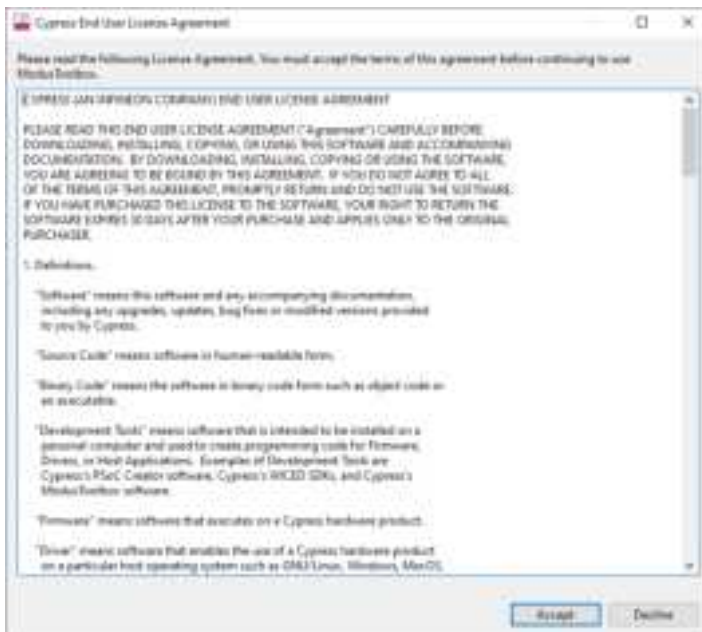 Cypress End User License Agreement
Please read the following License Agreement. You must accept the terms of this agreement before continuing to use
ModusToolbox.
CYPRESS (AN INFINEON COMPANY) END USER LICENSE AGREEMENT
PLEASE READ THIS END USER LICENSE AGREEMENT ("Agreement") CAREFULLY BEFORE
DOWNLOADING, INSTALLING, COPYING, OR USING THIS SOFTWARE AND ACCOMPANYING
DOCUMENTATION. BY DOWNLOADING, INSTALLING, COPYING OR USING THE SOFTWARE,
YOU ARE AGREEING TO BE BOUND BY THIS AGREEMENT. IF YOU DO NOT AGREE TO ALL
OF THE TERMS OF THIS AGREEMENT, PROMPTLY RETURN AND DO NOT USE THE SOFTWARE.
IF YOU HAVE PURCHASED THIS LICENSE TO THE SOFTWARE, YOUR RIGHT TO RETURN THE
SOFTWARE EXPIRES 30 DAYS AFTER YOUR PURCHASE AND APPLIES ONLY TO THE ORIGINAL
PURCHASER.
1. Definitions.
"Software" means this software and any accompanying documentation,
including any upgrades, updates, bug fixes or modified versions provided
to you by Cypress.
"Source Code" means software in human-readable form.
"Binary Code" means the software in binary code form such as object code or
an executable.
"Development Tools" means software that is intended to be installed on a
personal computer and used to create programming code for Firmware,
Drivers, or Host Applications. Examples of Development Tools are
Cypress's PSoC Creator software, Cypress's WICED SDKs, and Cypress's
ModusToolbox software.
"Firmware" means software that executes on a Cypress hardware product.
"Driver" means software that enables the use of a Cypress hardware product
on a particular host operating system such as GNU/Linux, Windows, MacOS,
Accept
Decline